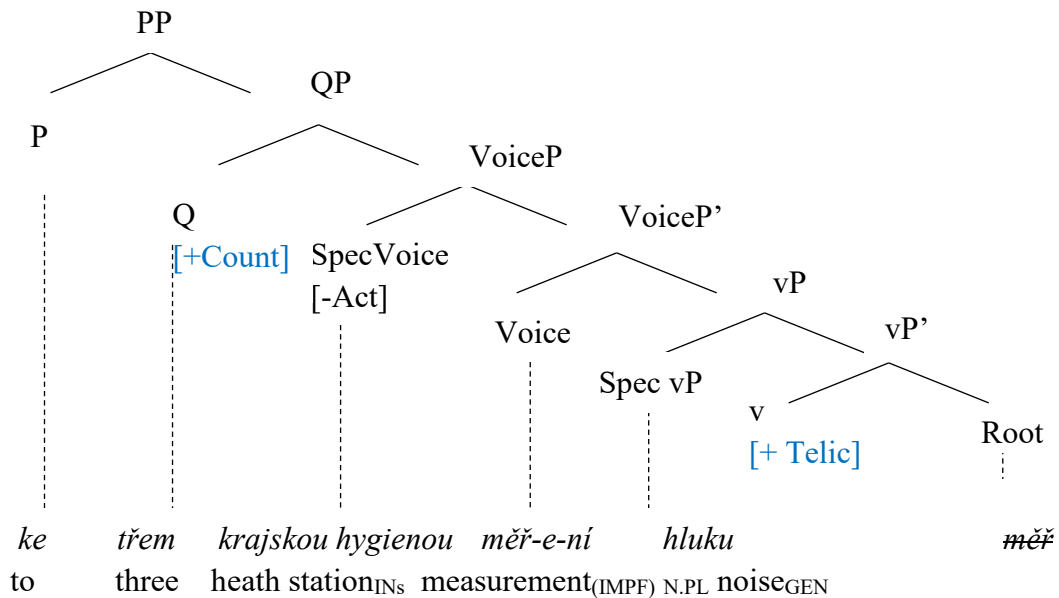 PP
QP
P
VoiceP
Q
VoiceP’
[+Count] SpecVoice
[-Act]
vP
Voice
vP’
Spec vP
v
Root
[+ Telic]
ke třem krajskou hygienou měř-e-ní hluku měř
to three heath stationINs measurement(IMPF) N.PL noiseGEN